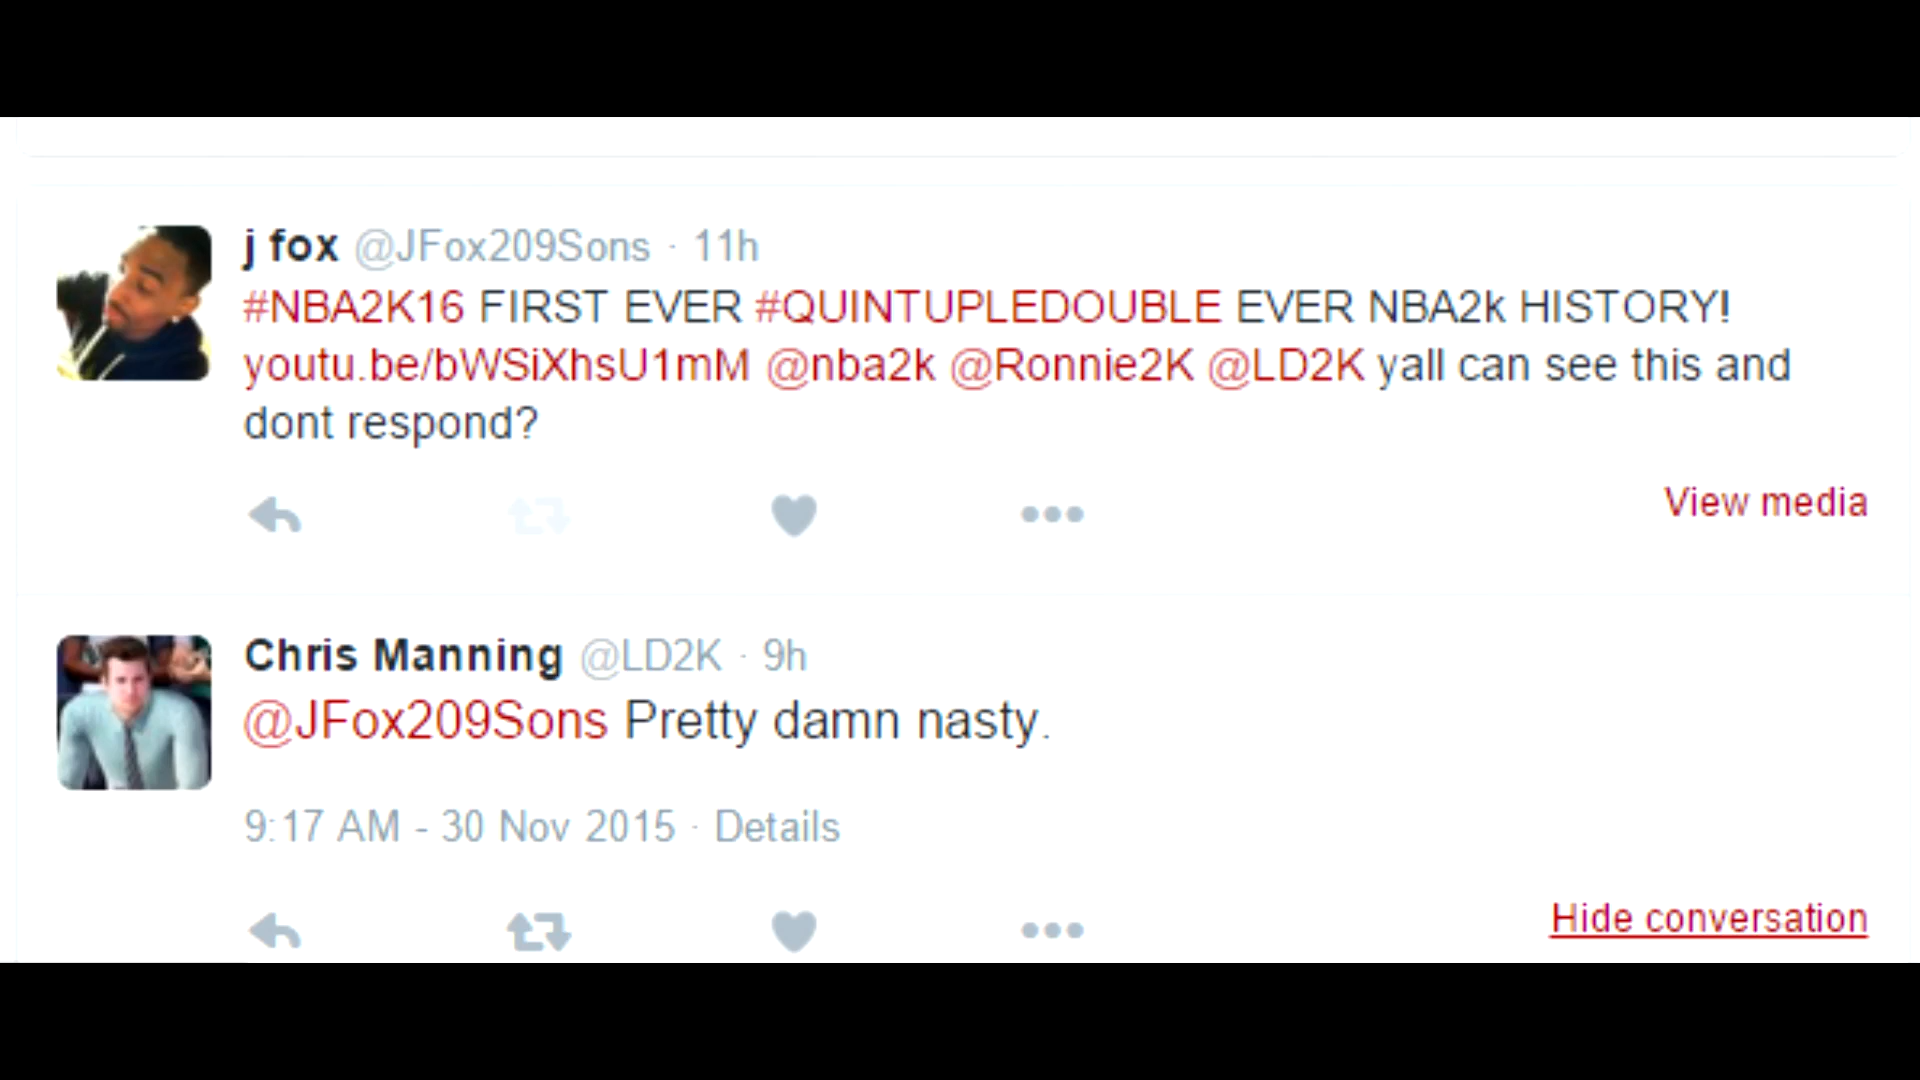 j fox @JFox209Sons · 11h
#NBA2K16 FIRST EVER #QUINTUPLEDOUBLE EVER NBA2k HISTORY!
youtu.be/bWSiXhsU1mM @nba2k @Ronnie2K @LD2K yall can see this and
dont respond?
View media
Chris Manning @LD2K · 9h
@JFox209Sons Pretty damn nasty.
9:17 AM - 30 Nov 2015 · Details
Hide conversation